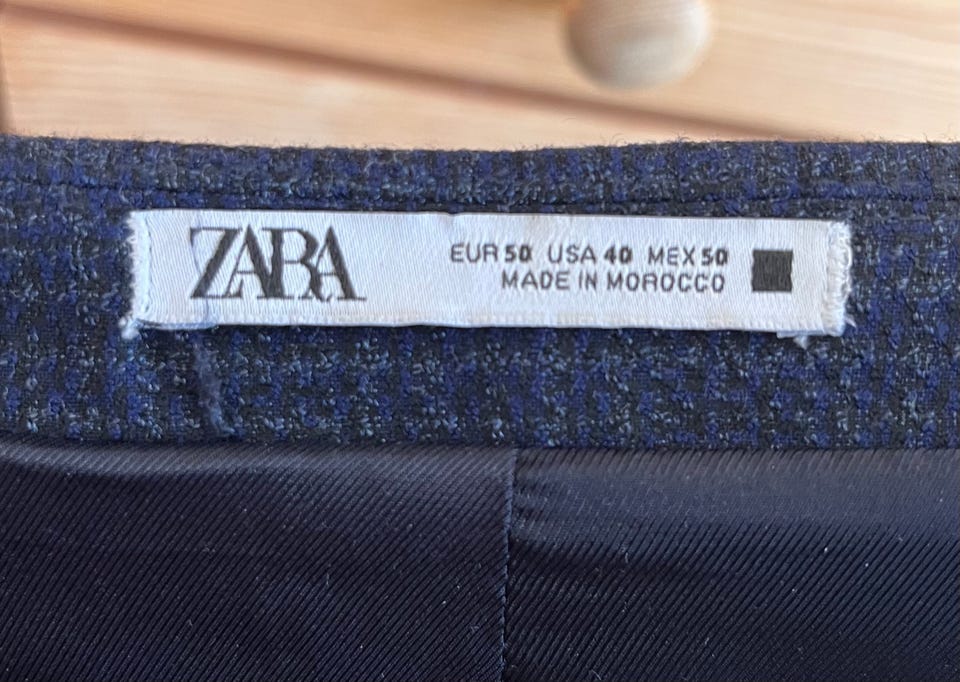 ZARA
EUR 50 USA 40 MEX 50
MADE IN MOROCCO